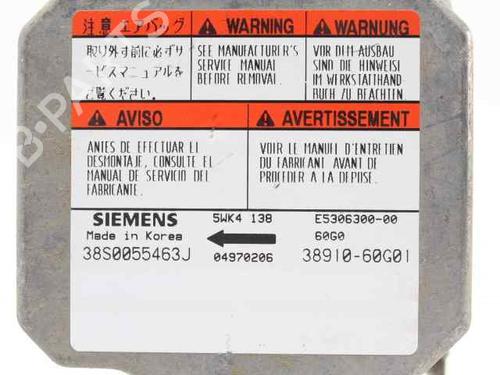 注意 エアバッグ
取り外す前に必ずサ
ービスマニュアルを
ご覧ください。
WARNING
SEE MANUFACTURER'S
SERVICE MANUAL
BEFORE REMOVAL.
WARNUNG
VOR DEM AUSBAU
SIND DIE HINWEISE
IM WERKSTATTHAND
BUCH ZU BEACHTEN
AVISO
ANTES DE EFECTUAR EL
DESMONTAJE, CONSULTE EL
MANUAL DE SERVICIO DEL
FABRICANTE.
AVERTISSEMENT
VOIR LE MANUEL D'ENTRETIEN
DU FABRICANT AVANT DE
PROCEDER A LA DEPOSE.
SIEMENS 5WK4 138 E5306300-00
Made in Korea 60G0
38S0055463J 04970206 38910-60G01
B-PARTS